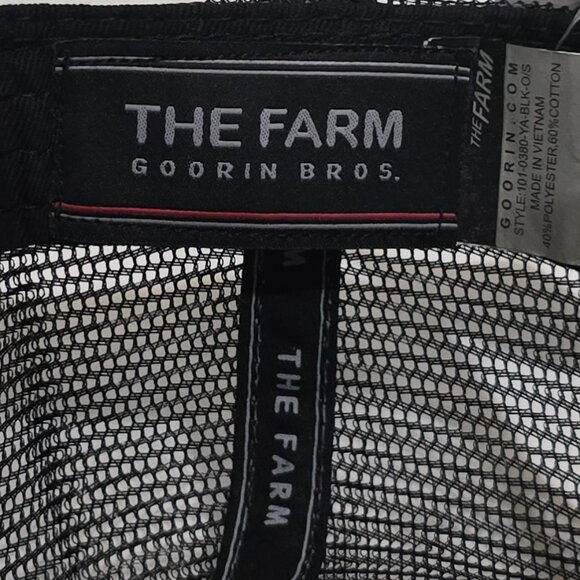 THE FARM
GOORIN BROS.
THE FARM
GOORIN.COM
STYLE:101-0380-YA-BLK-O/S
MADE IN VIETNAM
40%POLYESTER,60%COTTON
THE FARM